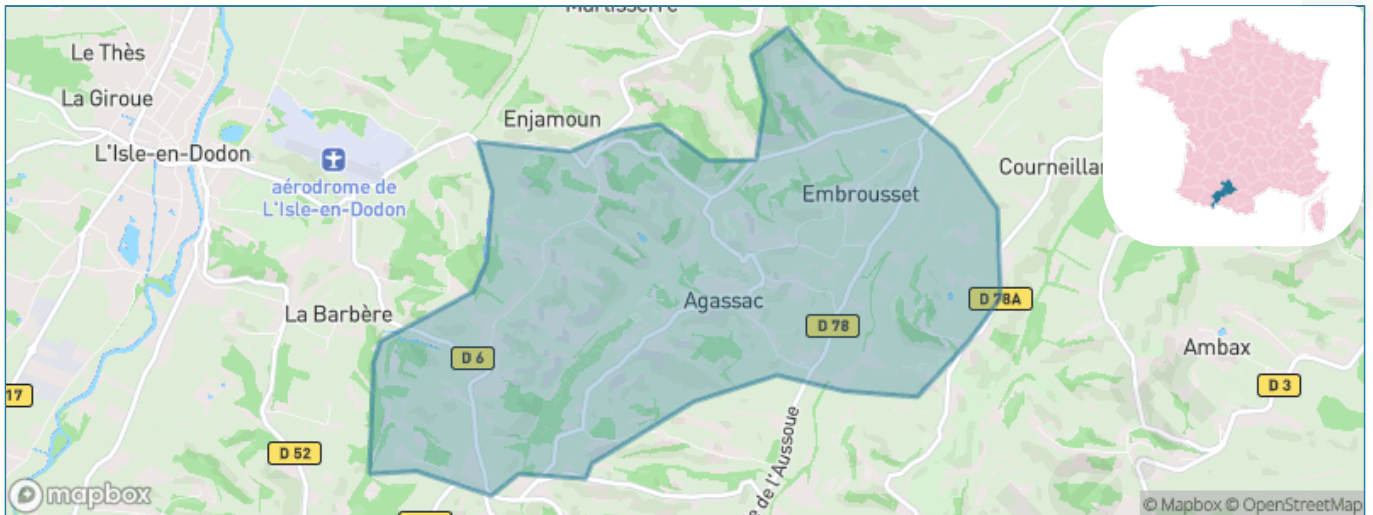 Martisserre
Le Thès
La Giroue
Enjamoun
L'Isle-en-Dodon
aérodrome de
L'Isle-en-Dodon
Embrousset
Agassac
La Barbère
D 78A
D 78
Ambax
D 6
D 3
17
D 52
mapbox
© Mapbox © OpenStreetMap